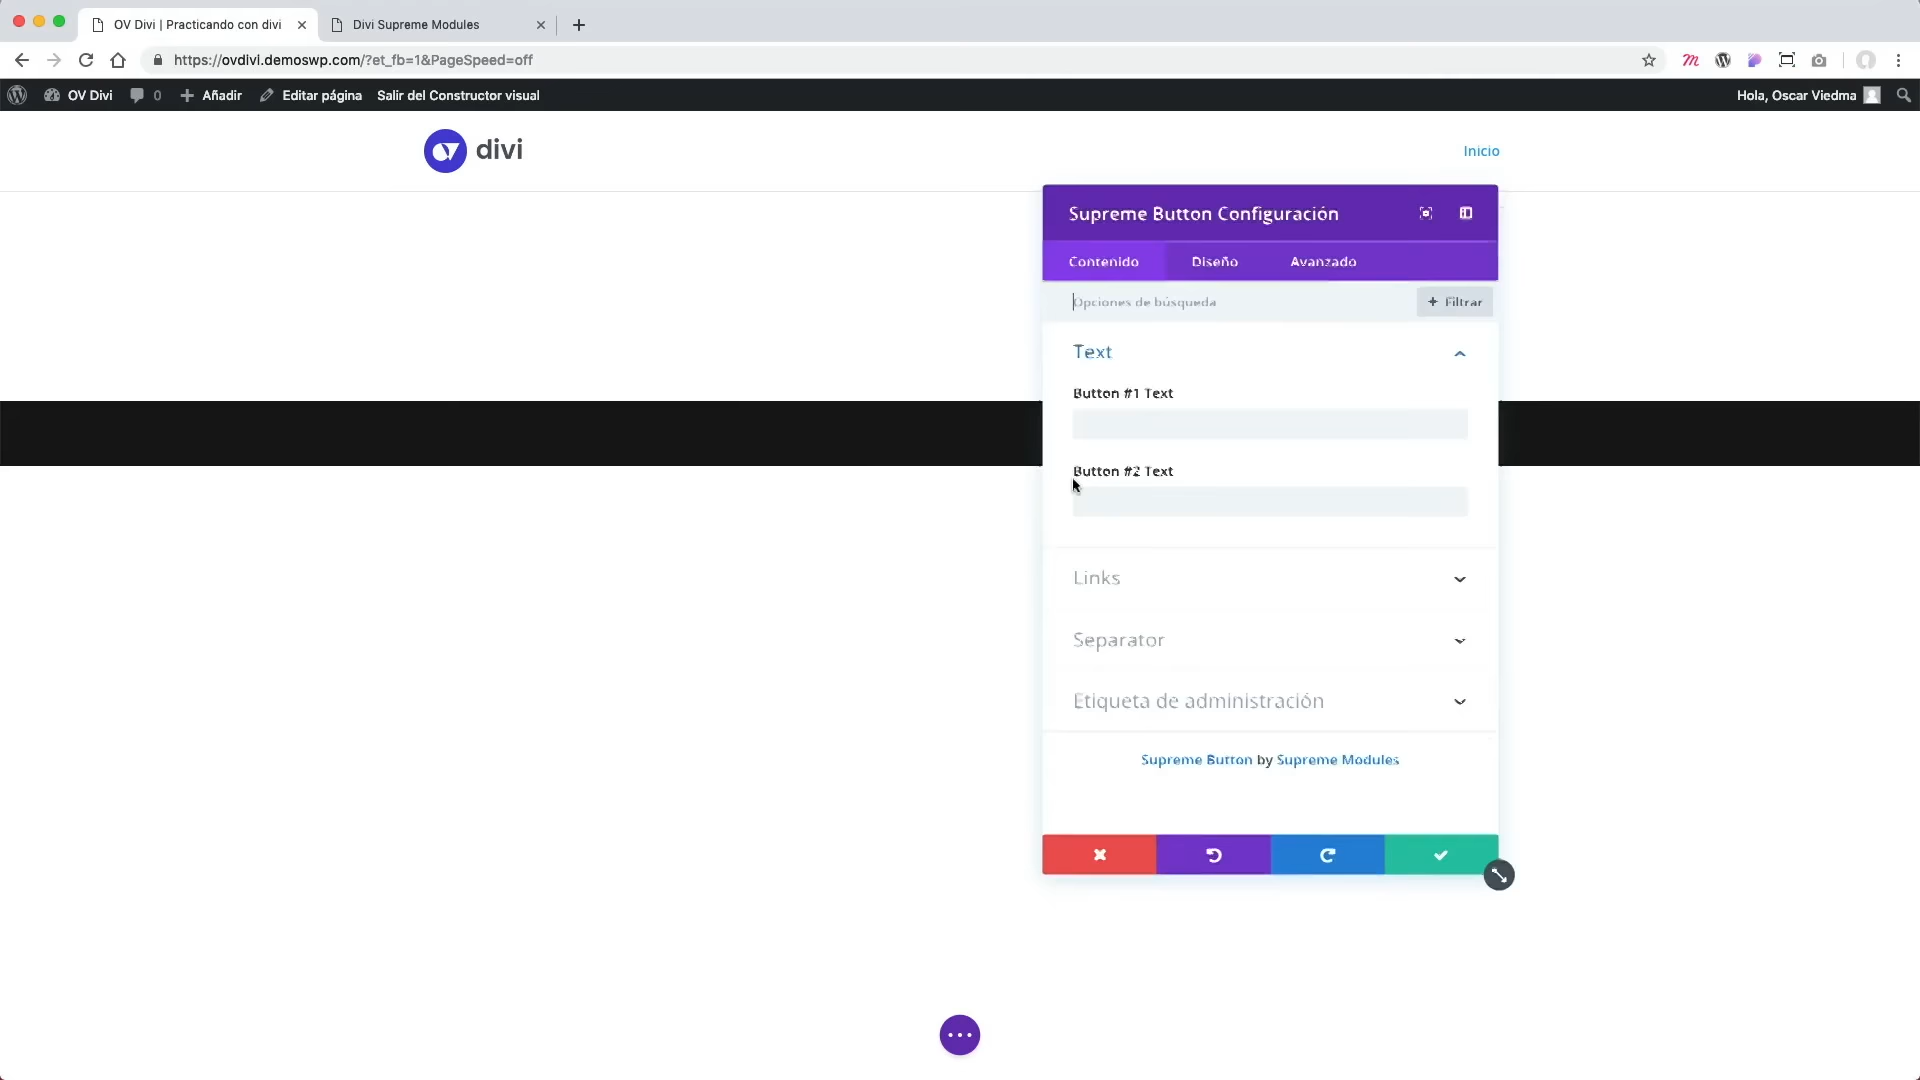 OV Divi | Practicando con divi
Divi Supreme Modules
https://ovdivi.demoswp.com/?et_fb=1&PageSpeed=off
OV Divi
0
Añadir
Editar página
Salir del Constructor visual
Hola, Oscar Viedma
divi
Inicio
Supreme Button Configuración
Contenido
Diseño
Avanzado
Opciones de búsqueda
+ Filtrar
Text
Button #1 Text
Button #2 Text
Links
Separator
Etiqueta de administración
Supreme Button by Supreme Modules